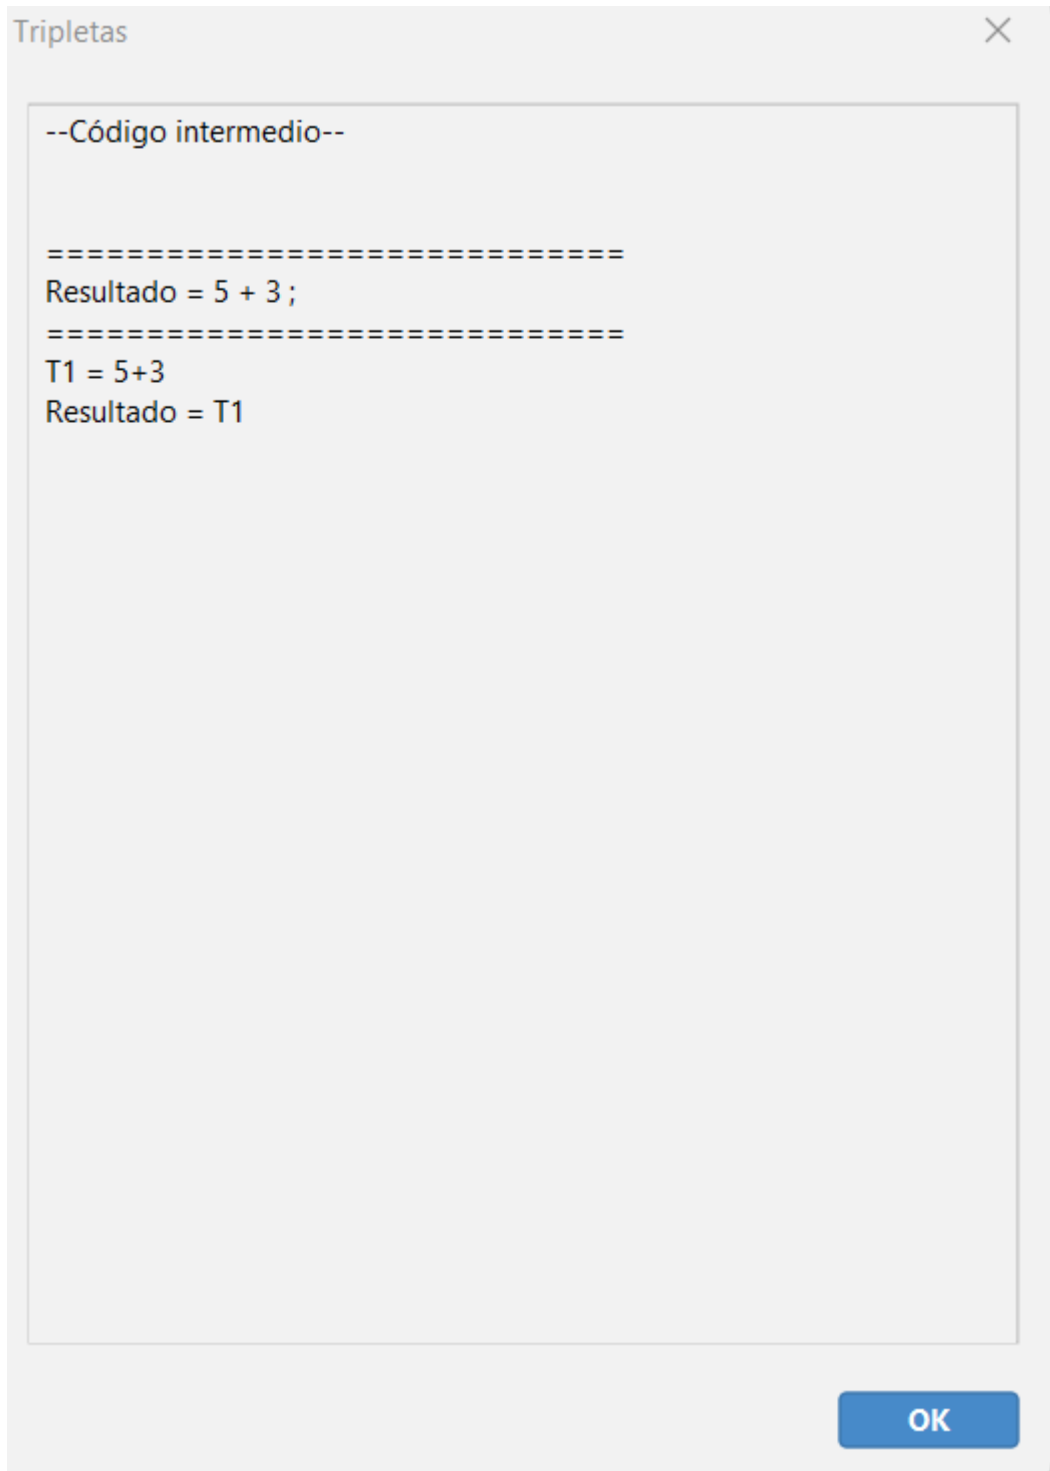 Tripletas
--Código intermedio--
=============================
Resultado = 5 + 3 ;
=============================
T1 = 5+3
Resultado = T1
OK